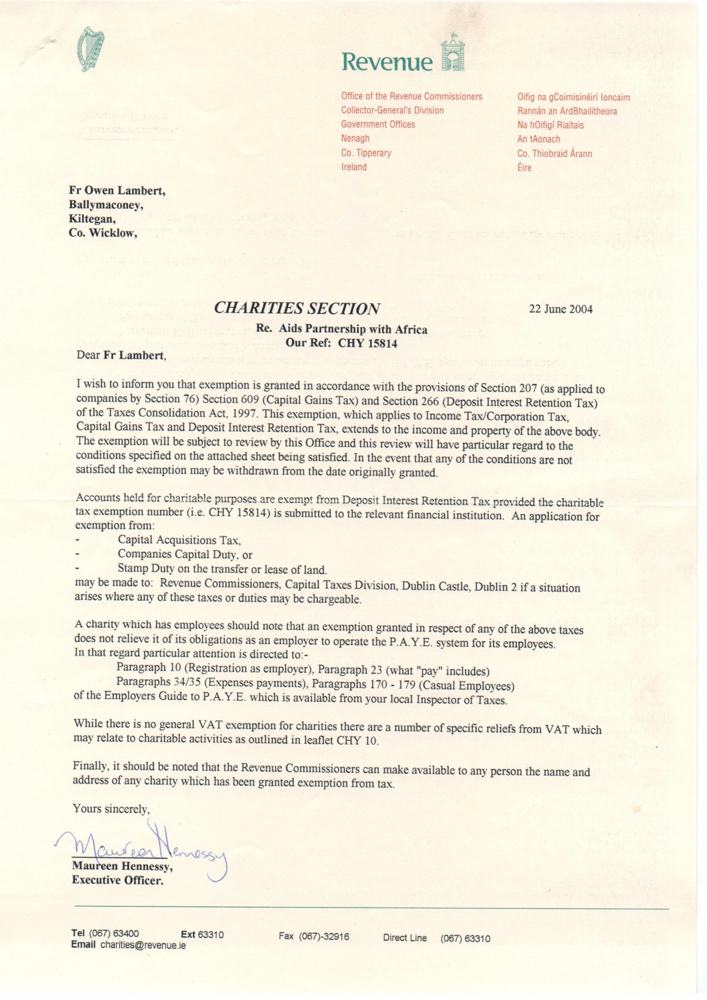 Revenue
Office of the Revenue Commissioners
Collector-General's Division
Government Offices
Nenagh
Co. Tipperary
Ireland
Oifig na gCoimisinéirí Ioncaim
Rannán an ArdBhailitheora
Na hOifigí Rialtais
An tAonach
Co. Thiobraid Árann
Éire
Fr Owen Lambert,
Ballymaconey,
Kiltegan,
Co. Wicklow,
CHARITIES SECTION
22 June 2004
Re. Aids Partnership with Africa
Our Ref: CHY 15814
Dear Fr Lambert,
I wish to inform you that exemption is granted in accordance with the provisions of Section 207 (as applied to
companies by Section 76) Section 609 (Capital Gains Tax) and Section 266 (Deposit Interest Retention Tax)
of the Taxes Consolidation Act, 1997. This exemption, which applies to Income Tax/Corporation Tax,
Capital Gains Tax and Deposit Interest Retention Tax, extends to the income and property of the above body.
The exemption will be subject to review by this Office and this review will have particular regard to the
conditions specified on the attached sheet being satisfied. In the event that any of the conditions are not
satisfied the exemption may be withdrawn from the date originally granted.
Accounts held for charitable purposes are exempt from Deposit Interest Retention Tax provided the charitable
tax exemption number (i.e. CHY 15814) is submitted to the relevant financial institution. An application for
exemption from:
- Capital Acquisitions Tax,
- Companies Capital Duty, or
- Stamp Duty on the transfer or lease of land.
may be made to: Revenue Commissioners, Capital Taxes Division, Dublin Castle, Dublin 2 if a situation
arises where any of these taxes or duties may be chargeable.
A charity which has employees should note that an exemption granted in respect of any of the above taxes
does not relieve it of its obligations as an employer to operate the P.A.Y.E. system for its employees.
In that regard particular attention is directed to:-
Paragraph 10 (Registration as employer), Paragraph 23 (what "pay" includes)
Paragraphs 34/35 (Expenses payments), Paragraphs 170 - 179 (Casual Employees)
of the Employers Guide to P.A.Y.E. which is available from your local Inspector of Taxes.
While there is no general VAT exemption for charities there are a number of specific reliefs from VAT which
may relate to charitable activities as outlined in leaflet CHY 10.
Finally, it should be noted that the Revenue Commissioners can make available to any person the name and
address of any charity which has been granted exemption from tax.
Yours sincerely,
Maureen Hennessy
Maureen Hennessy,
Executive Officer.
Tel (067) 63400 Ext 63310 Fax (067)-32916 Direct Line (067) 63310
Email charities@revenue.ie